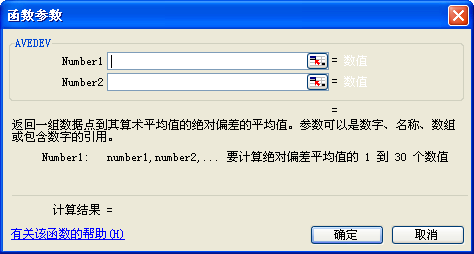 函数参数
AVEDEV
Number1 = 数值
Number2 = 数值
=
返回一组数据点到其算术平均值的绝对偏差的平均值。参数可以是数字、名称、数组
或包含数字的引用。
Number1: number1,number2,... 要计算绝对偏差平均值的 1 到 30 个数值
计算结果 =
有关该函数的帮助(H)
确定
取消